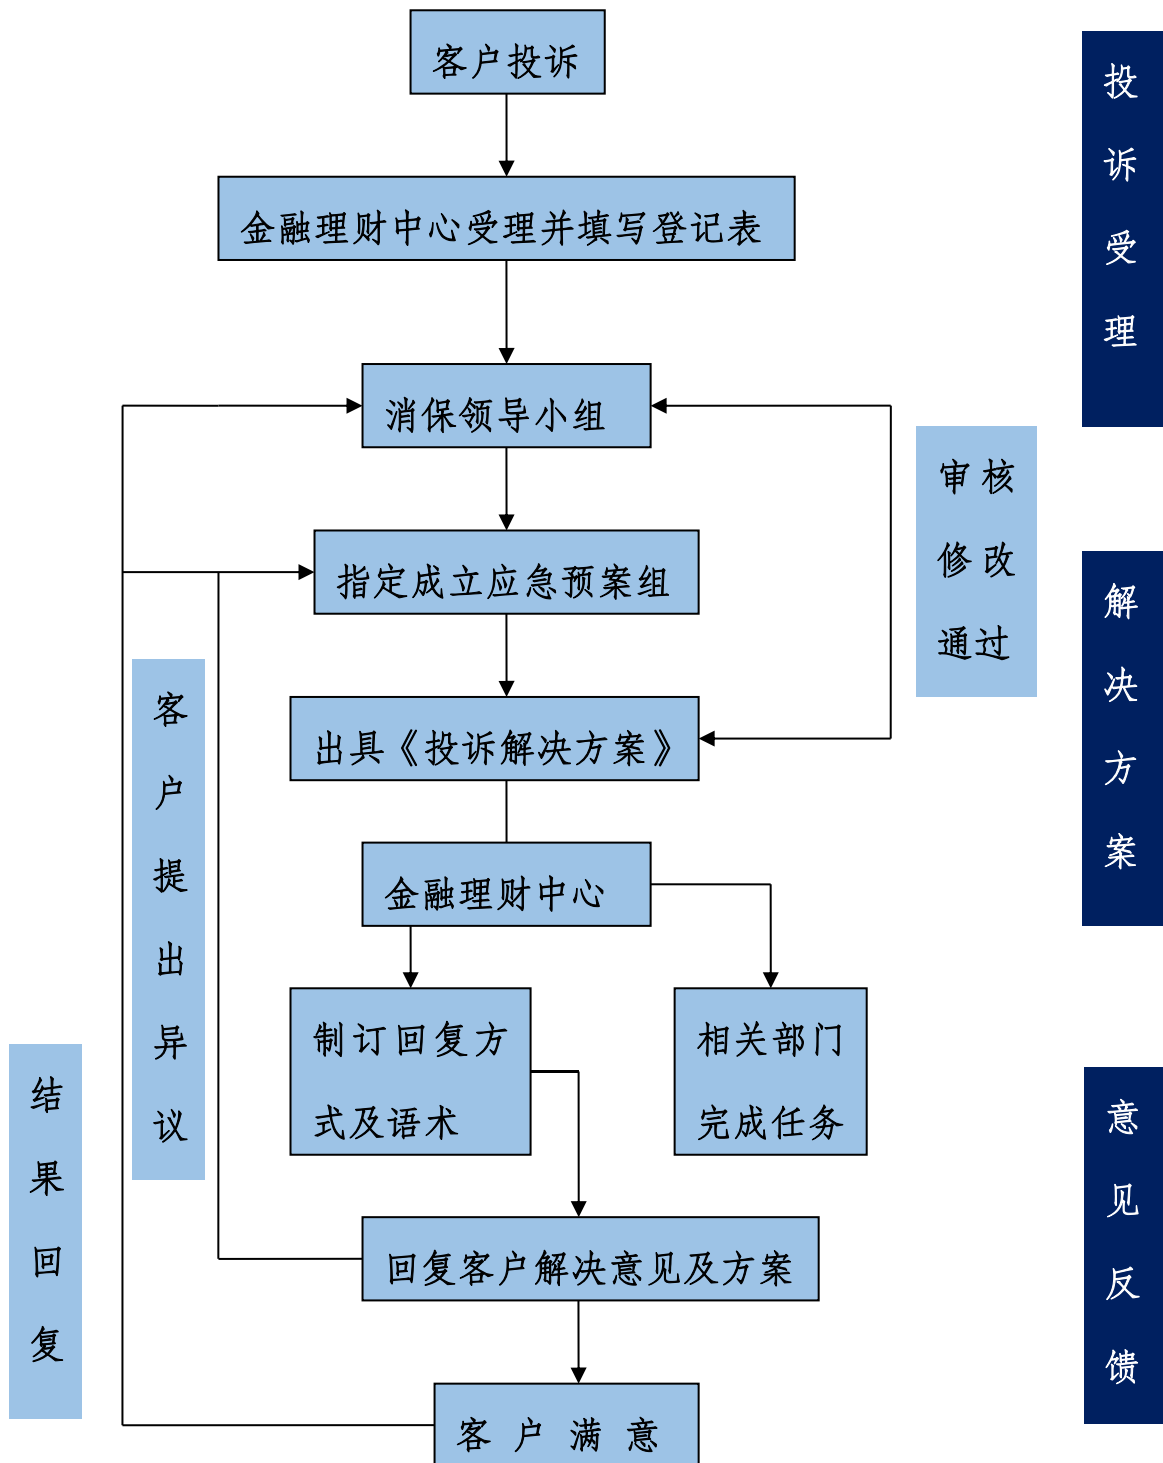 客户投诉
金融理财中心受理并填写登记表
消保领导小组
指定成立应急预案组
出具《投诉解决方案》
金融理财中心
制订回复方
式及语术
相关部门
完成任务
回复客户解决意见及方案
客户满意
审核
修改
通过
客户提出异议
结果回复
投诉受理
解决方案
意见反馈